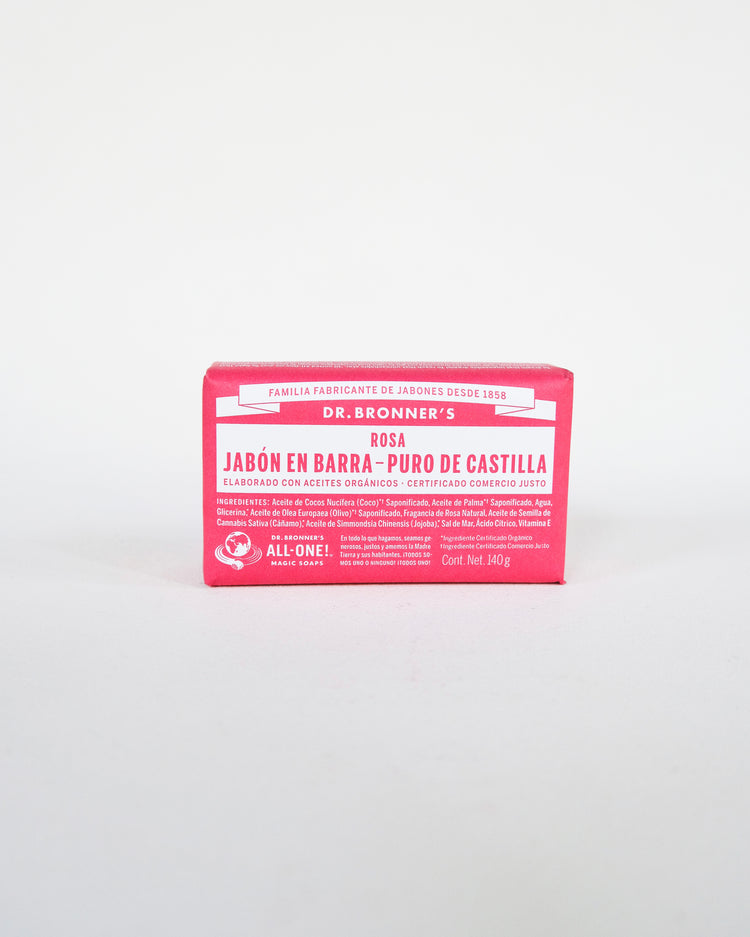 FAMILIA FABRICANTE DE JABONES DESDE 1858
DR. BRONNER'S
ROSA
JABÓN EN BARRA – PURO DE CASTILLA
ELABORADO CON ACEITES ORGÁNICOS · CERTIFICADO COMERCIO JUSTO
INGREDIENTES: Aceite de Cocos Nucifera (Coco)*† Saponificado, Aceite de Palma*† Saponificado, Agua,
Glicerina,* Aceite de Olea Europaea (Olivo)*† Saponificado, Fragancia de Rosa Natural, Aceite de Semilla de
Cannabis Sativa (Cáñamo),* Aceite de Simmondsia Chinensis (Jojoba),* Sal de Mar, Ácido Cítrico, Vitamina E
DR. BRONNER'S
ALL-ONE!™
MAGIC SOAPS
En todo lo que hagamos, seamos ge-
nerosos, justos y amemos la Madre
Tierra y sus habitantes. ¡TODOS SO-
MOS UNO O NINGUNO! ¡TODOS UNO!
*Ingrediente Certificado Orgánico
†Ingrediente Certificado Comercio Justo
Cont. Net. 140 g